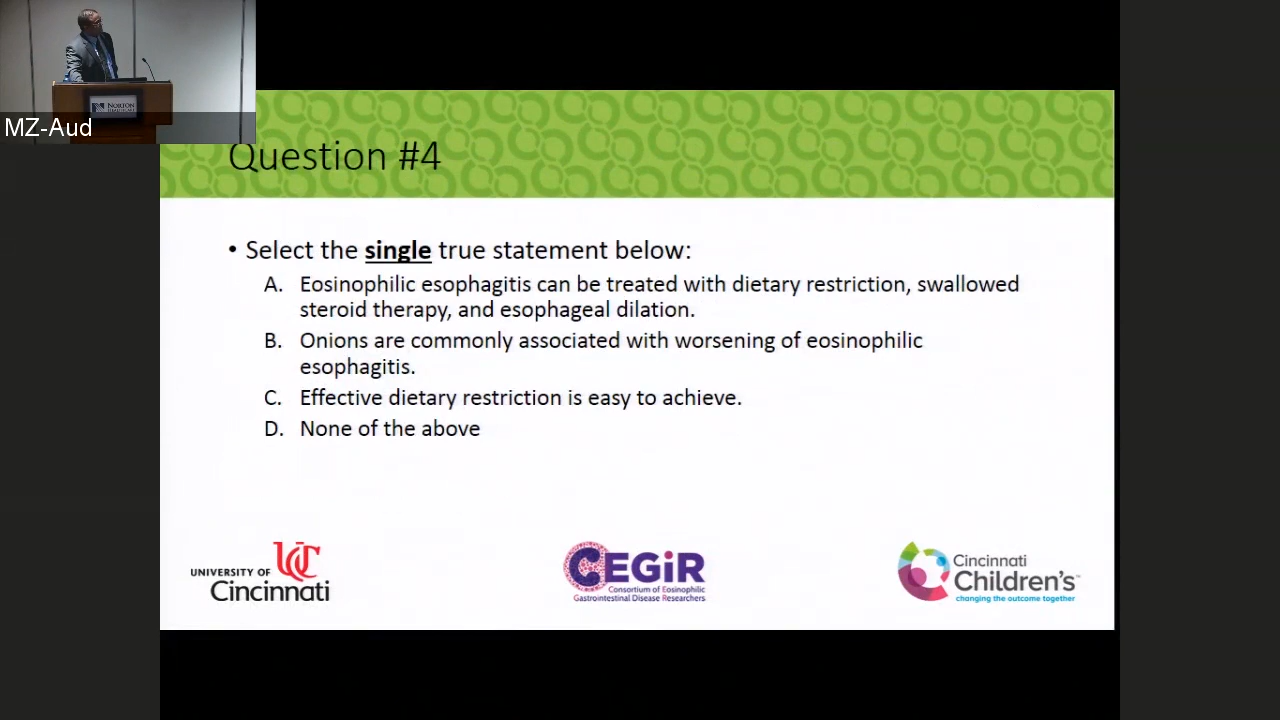 NORTON
MZ-Aud
Question #4
• Select the single true statement below:
A. Eosinophilic esophagitis can be treated with dietary restriction, swallowed
steroid therapy, and esophageal dilation.
B. Onions are commonly associated with worsening of eosinophilic
esophagitis.
C. Effective dietary restriction is easy to achieve.
D. None of the above
UC
UNIVERSITY OF
Cincinnati
CEGiR
Consortium of Eosinophilic
Gastrointestinal Disease Researchers
Cincinnati
Children's™
changing the outcome together